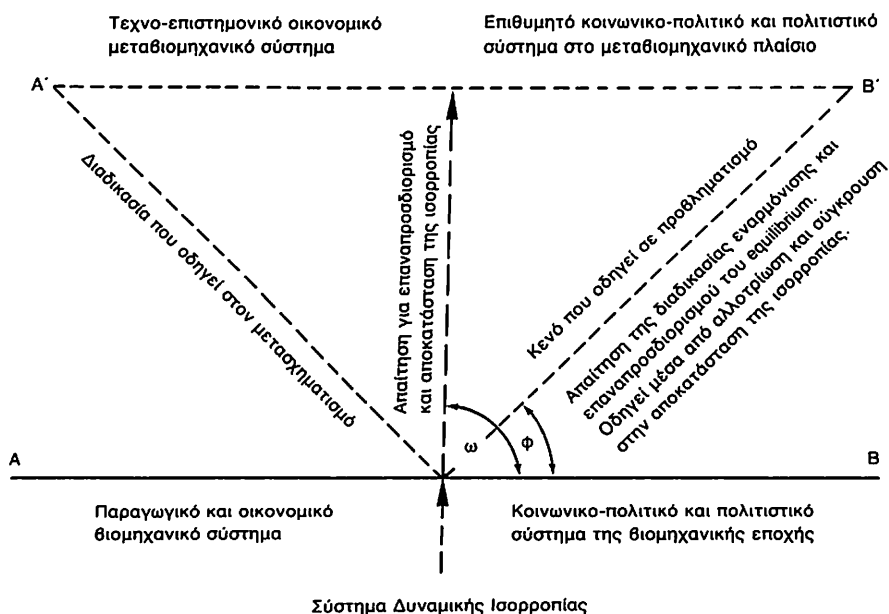 Τεχνο-επιστημονικό οικονομικό
μεταβιομηχανικό σύστημα
Επιθυμητό κοινωνικο-πολιτικό και πολιτιστικό
σύστημα στο μεταβιομηχανικό πλαίσιο
Α´
Β´
Διαδικασία που οδηγεί στον μετασχηματισμό
Απαίτηση για επαναπροσδιορισμό
και αποκατάσταση της ισορροπίας
Κενό που οδηγεί σε προβληματισμό
Απαίτηση της διαδικασίας εναρμόνισης και
επαναπροσδιορισμού του equilibrium.
Οδηγεί μέσα από αλλοτρίωση και σύγκρουση
στην αποκατάσταση της ισορροπίας.
ω
φ
Α
Β
Παραγωγικό και οικονομικό
βιομηχανικό σύστημα
Κοινωνικο-πολιτικό και πολιτιστικό
σύστημα της βιομηχανικής εποχής
Σύστημα Δυναμικής Ισορροπίας